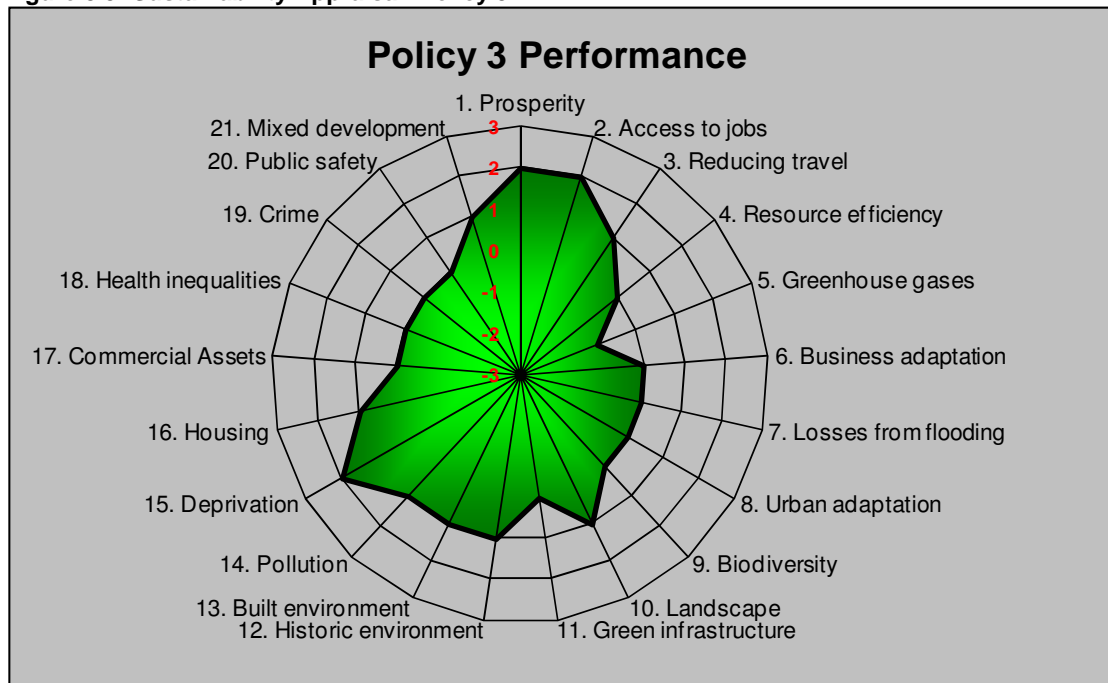 Policy 3 Performance
1. Prosperity
2. Access to jobs
3. Reducing travel
4. Resource efficiency
5. Greenhouse gases
6. Business adaptation
7. Losses from flooding
8. Urban adaptation
9. Biodiversity
10. Landscape
11. Green infrastructure
12. Historic environment
13. Built environment
14. Pollution
15. Deprivation
16. Housing
17. Commercial Assets
18. Health inequalities
19. Crime
20. Public safety
21. Mixed development
3
2
1
0
-1
-2
-3